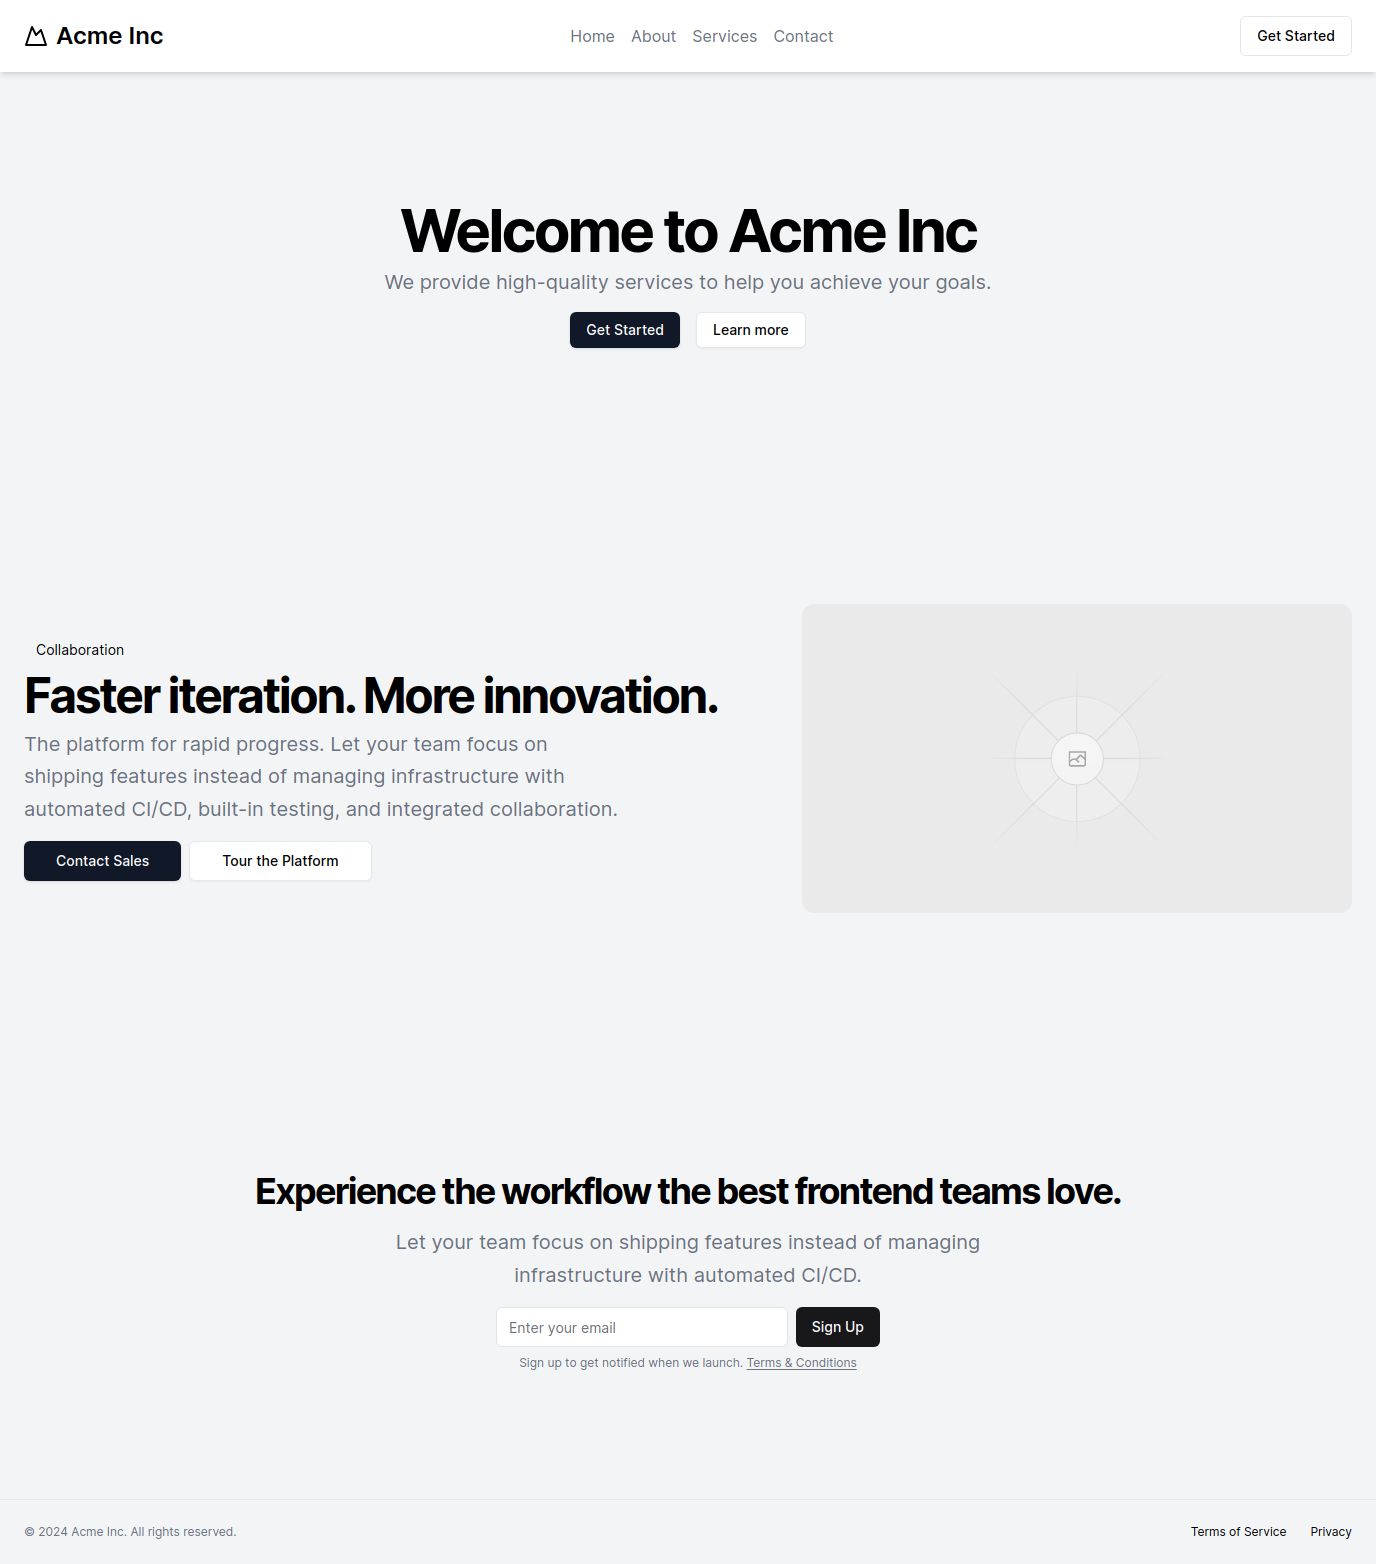 Acme Inc
Home About Services Contact
Get Started
Welcome to Acme Inc
We provide high-quality services to help you achieve your goals.
Get Started
Learn more
Collaboration
Faster iteration. More innovation.
The platform for rapid progress. Let your team focus on
shipping features instead of managing infrastructure with
automated CI/CD, built-in testing, and integrated collaboration.
Contact Sales
Tour the Platform
Experience the workflow the best frontend teams love.
Let your team focus on shipping features instead of managing
infrastructure with automated CI/CD.
Enter your email
Sign Up
Sign up to get notified when we launch. Terms & Conditions
© 2024 Acme Inc. All rights reserved.
Terms of Service
Privacy